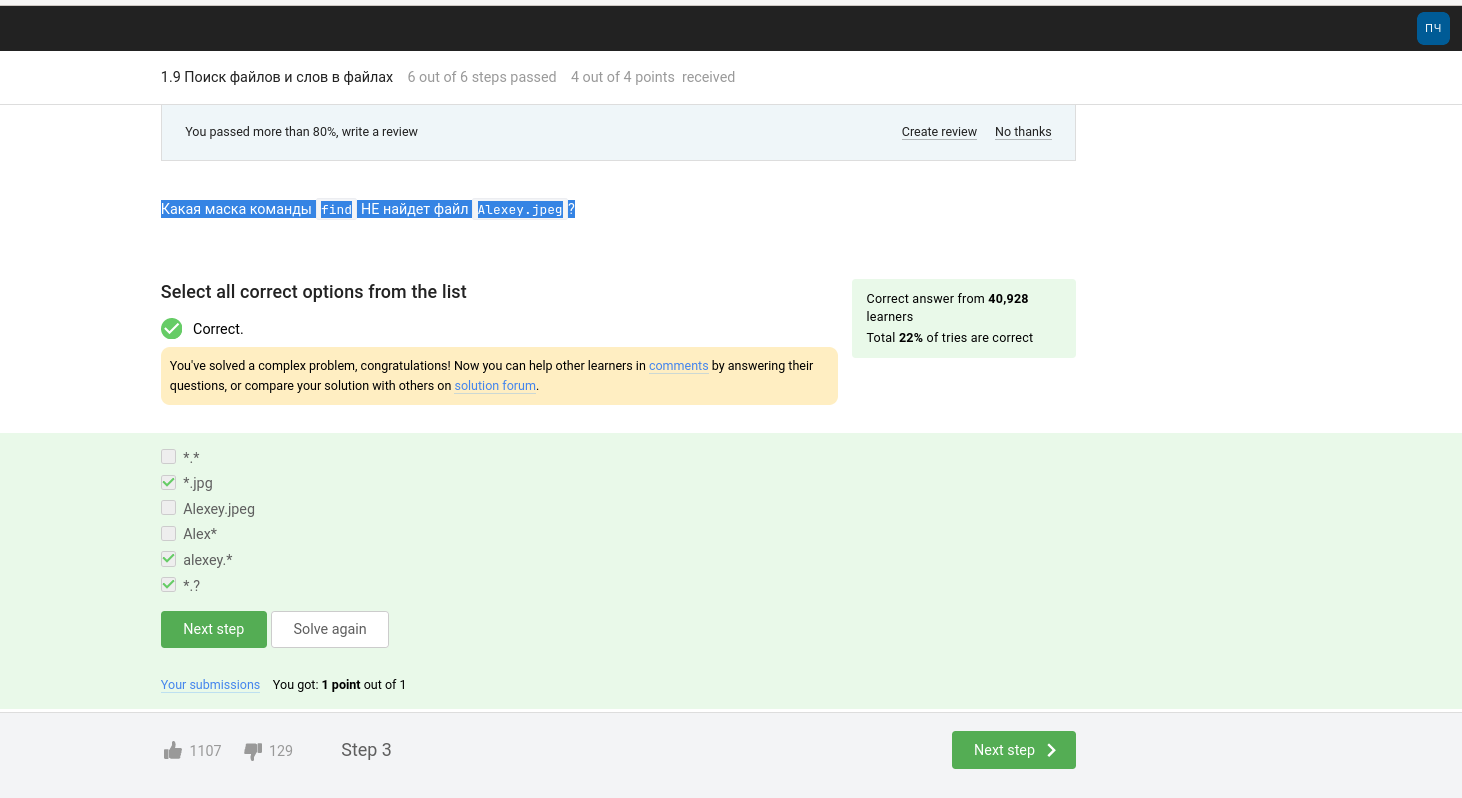 ПЧ
1.9 Поиск файлов и слов в файлах 6 out of 6 steps passed 4 out of 4 points received
You passed more than 80%, write a review Create review No thanks
Какая маска команды find НЕ найдет файл Alexey.jpeg ?
Select all correct options from the list
Correct.
You've solved a complex problem, congratulations! Now you can help other learners in comments by answering their
questions, or compare your solution with others on solution forum.
Correct answer from 40,928
learners
Total 22% of tries are correct
*.*
*.jpg
Alexey.jpeg
Alex*
alexey.*
*.?
Next step Solve again
Your submissions You got: 1 point out of 1
1107 129 Step 3 Next step